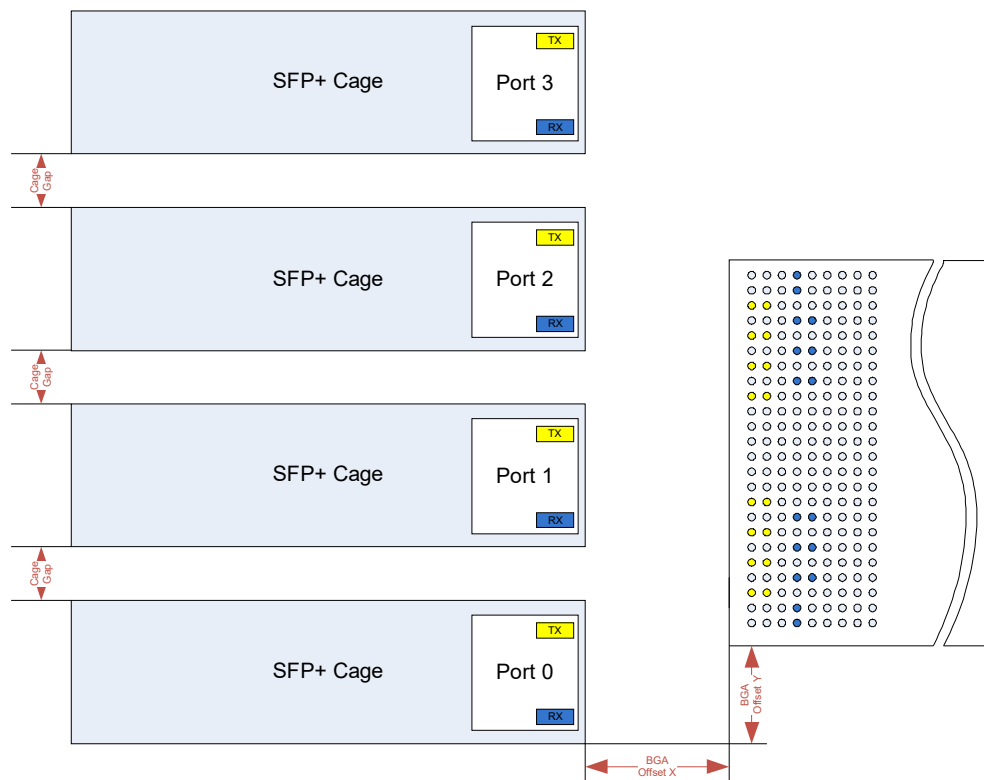 TX
SFP+ Cage
Port 3
RX
Cage
Gap
TX
SFP+ Cage
Port 2
RX
Cage
Gap
TX
SFP+ Cage
Port 1
RX
Cage
Gap
TX
SFP+ Cage
Port 0
RX
BGA
Offset Y
BGA
Offset X